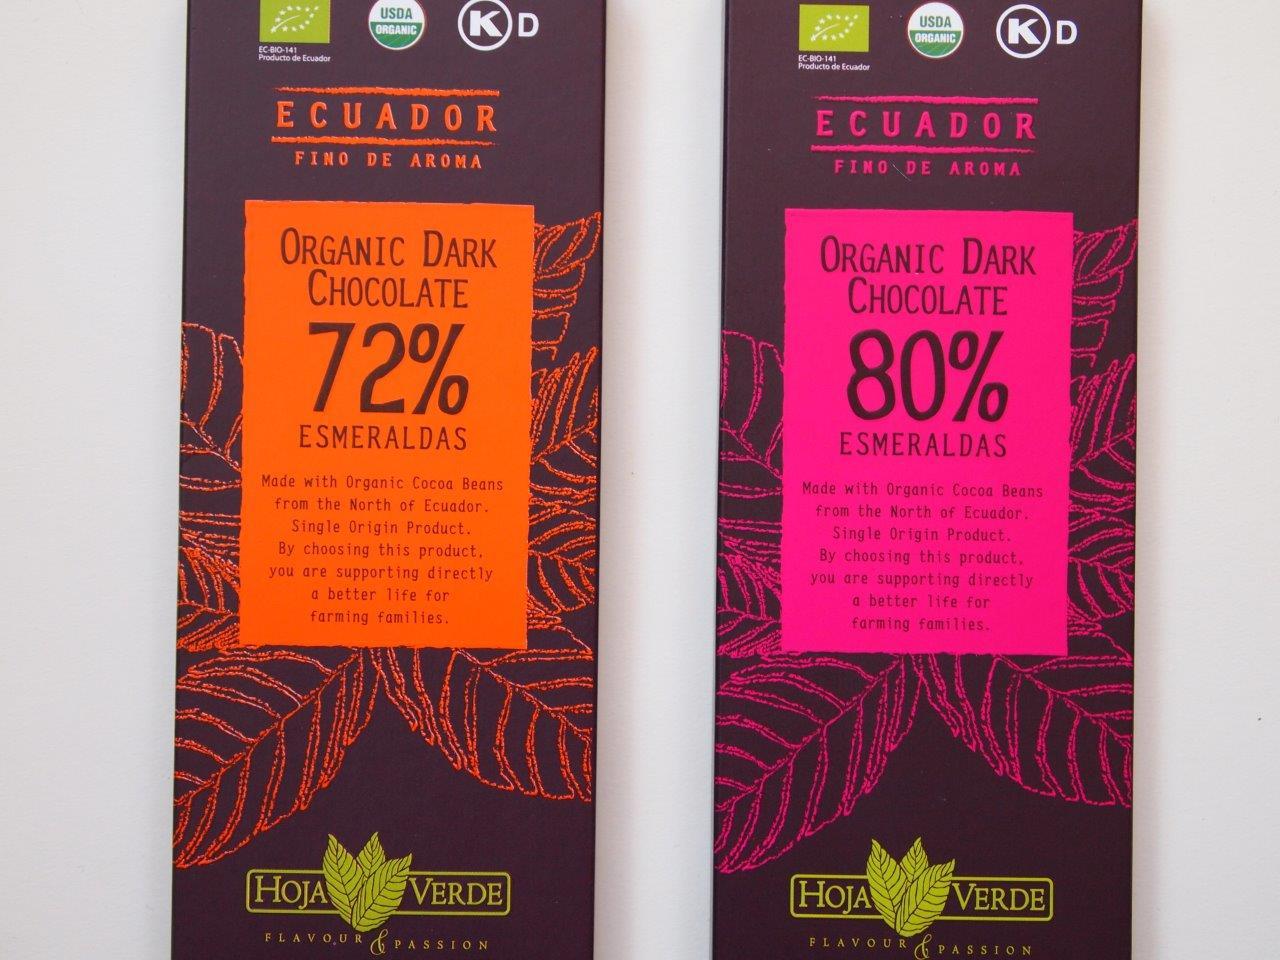 EC-BIO-141
Producto de Ecuador
USDA
ORGANIC
K D
ECUADOR
FINO DE AROMA
ORGANIC DARK
CHOCOLATE
72%
ESMERALDAS
Made with Organic Cocoa Beans
from the North of Ecuador.
Single Origin Product.
By choosing this product,
you are supporting directly
a better life for
farming families.
HOJA VERDE
FLAVOUR & PASSION
EC-BIO-141
Producto de Ecuador
USDA
ORGANIC
K D
ECUADOR
FINO DE AROMA
ORGANIC DARK
CHOCOLATE
80%
ESMERALDAS
Made with Organic Cocoa Beans
from the North of Ecuador.
Single Origin Product.
By choosing this product,
you are supporting directly
a better life for
farming families.
HOJA VERDE
FLAVOUR & PASSION